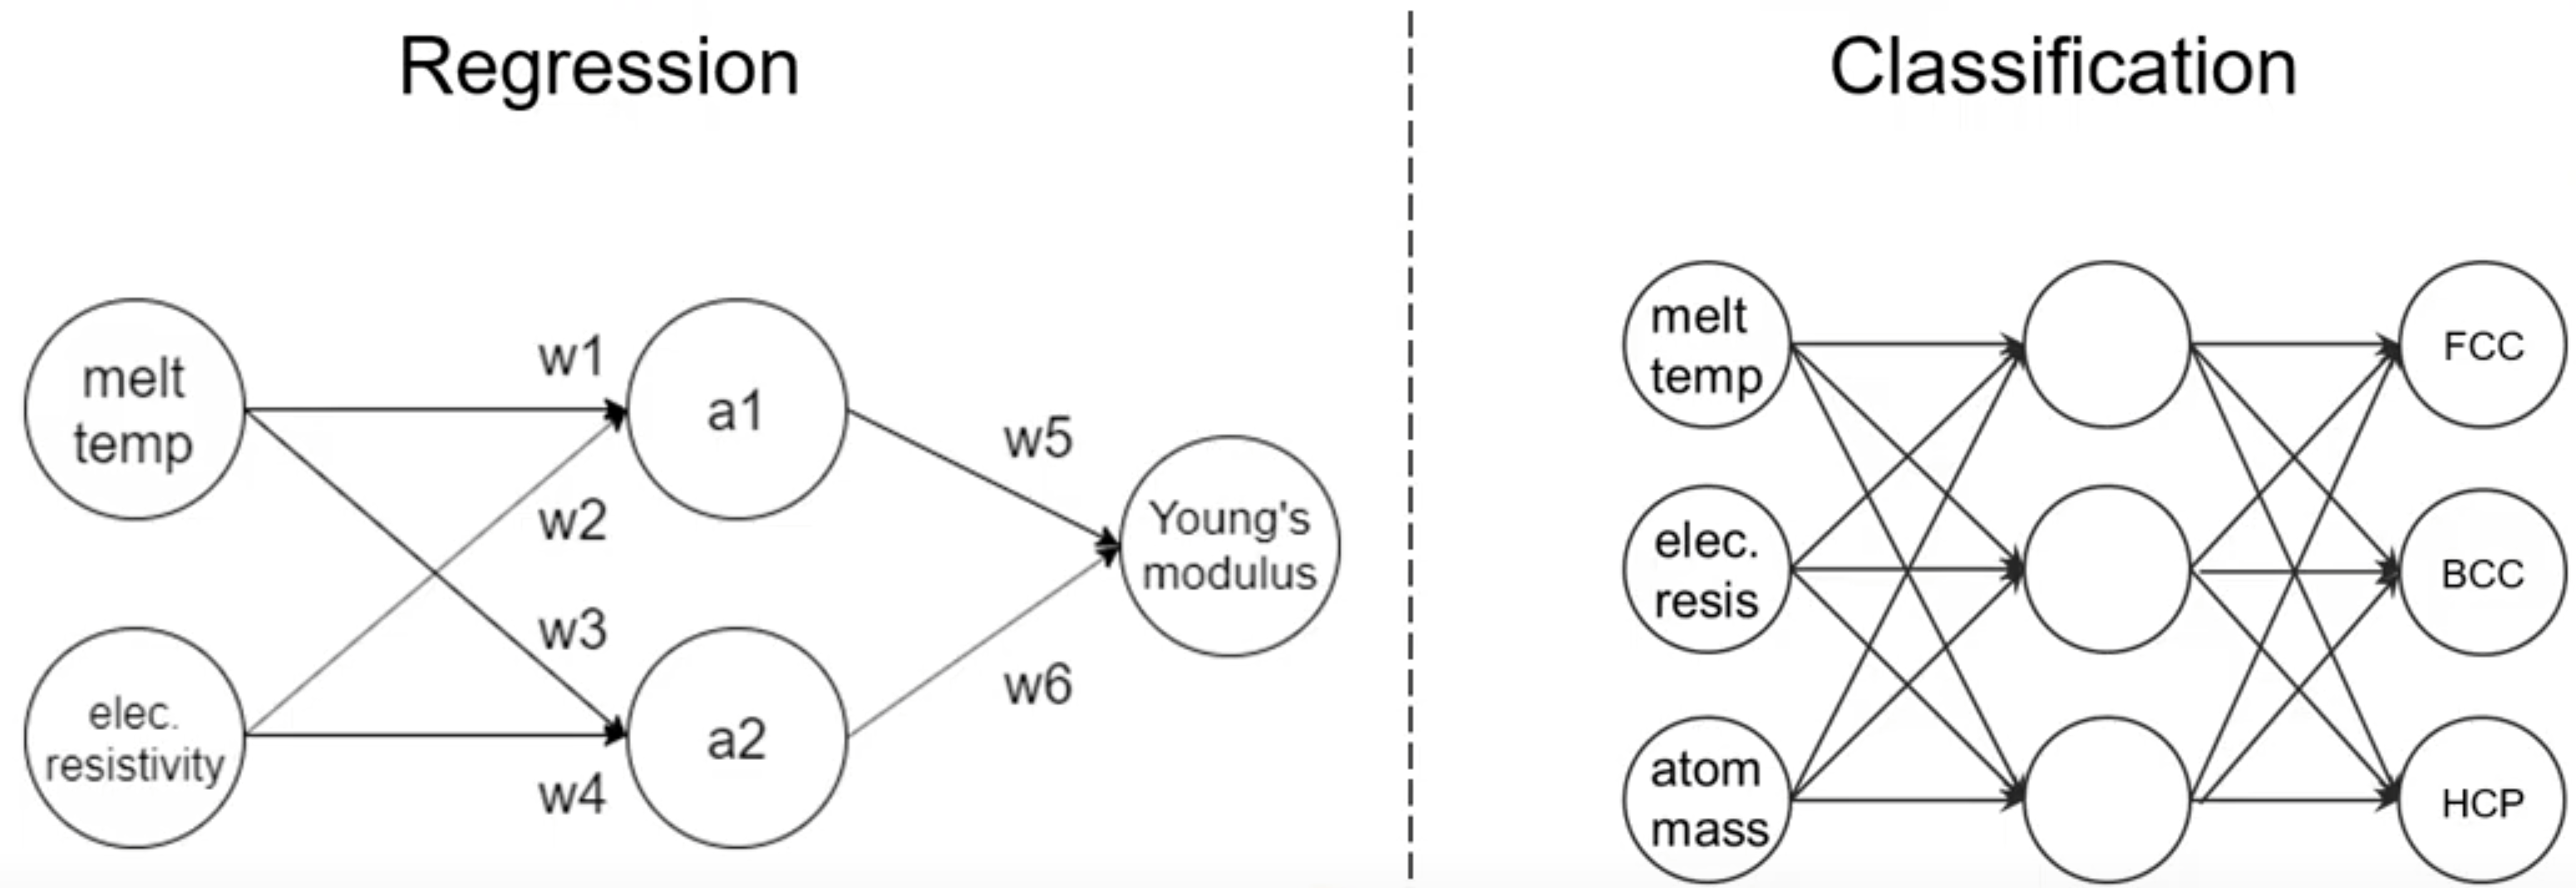 Regression
melt
temp
elec.
resistivity
w1
w2
w3
w4
a1
a2
w5
w6
Young's
modulus
Classification
melt
temp
elec.
resis
atom
mass
FCC
BCC
HCP